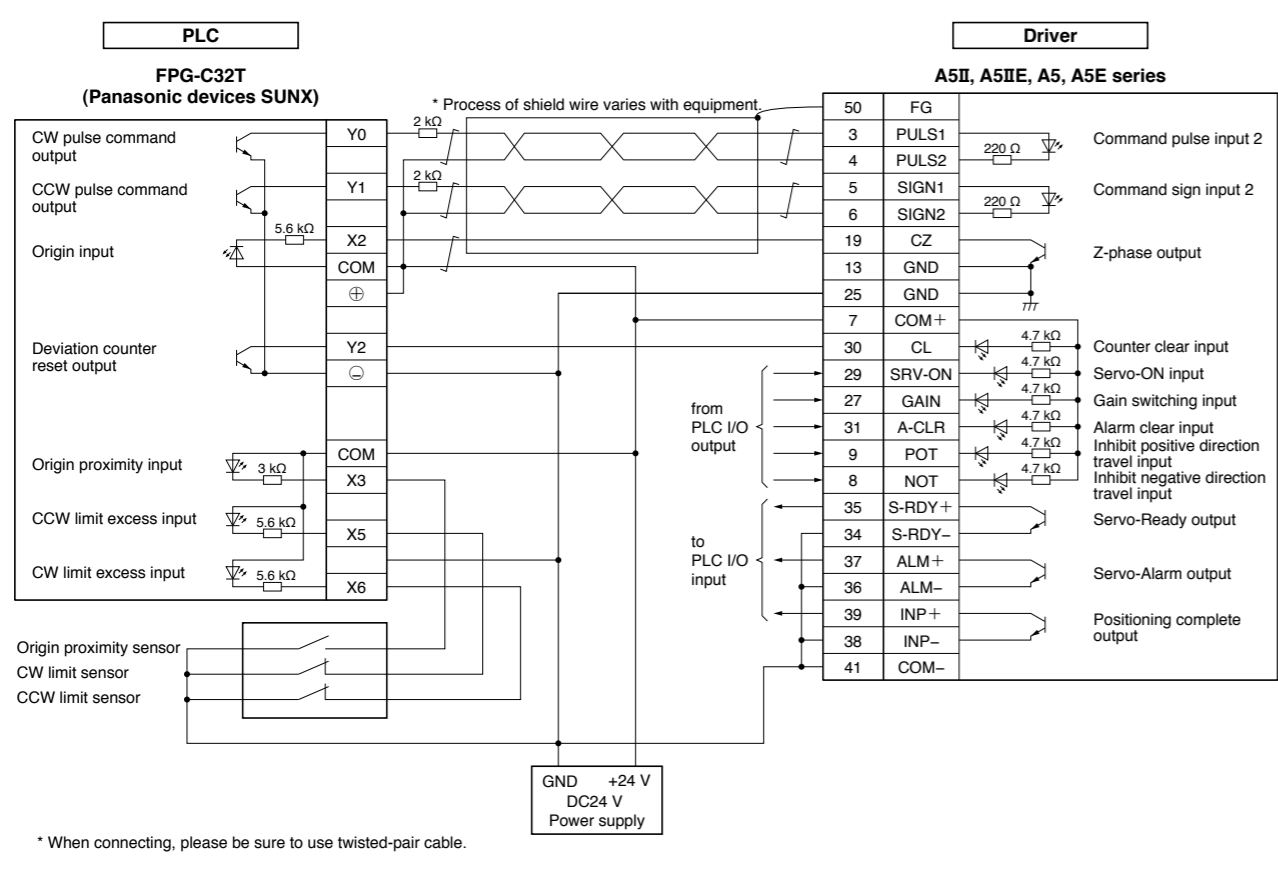 PLC
Driver
FPG-C32T
(Panasonic devices SUNX)
A5II, A5IIE, A5, A5E series
* Process of shield wire varies with equipment.
CW pulse command
output
CCW pulse command
output
Origin input
Deviation counter
reset output
Origin proximity input
CCW limit excess input
CW limit excess input
5.6 kΩ
3 kΩ
5.6 kΩ
5.6 kΩ
Y0
Y1
X2
COM
⊕
Y2
⊖
COM
X3
X5
X6
2 kΩ
2 kΩ
from
PLC I/O
output
to
PLC I/O
input
50 FG
3 PULS1
4 PULS2
5 SIGN1
6 SIGN2
19 CZ
13 GND
25 GND
7 COM+
30 CL
29 SRV-ON
27 GAIN
31 A-CLR
9 POT
8 NOT
35 S-RDY+
34 S-RDY−
37 ALM+
36 ALM−
39 INP+
38 INP−
41 COM−
220 Ω
220 Ω
4.7 kΩ
4.7 kΩ
4.7 kΩ
4.7 kΩ
4.7 kΩ
4.7 kΩ
Command pulse input 2
Command sign input 2
Z-phase output
Counter clear input
Servo-ON input
Gain switching input
Alarm clear input
Inhibit positive direction
travel input
Inhibit negative direction
travel input
Servo-Ready output
Servo-Alarm output
Positioning complete
output
Origin proximity sensor
CW limit sensor
CCW limit sensor
GND +24 V
DC24 V
Power supply
* When connecting, please be sure to use twisted-pair cable.